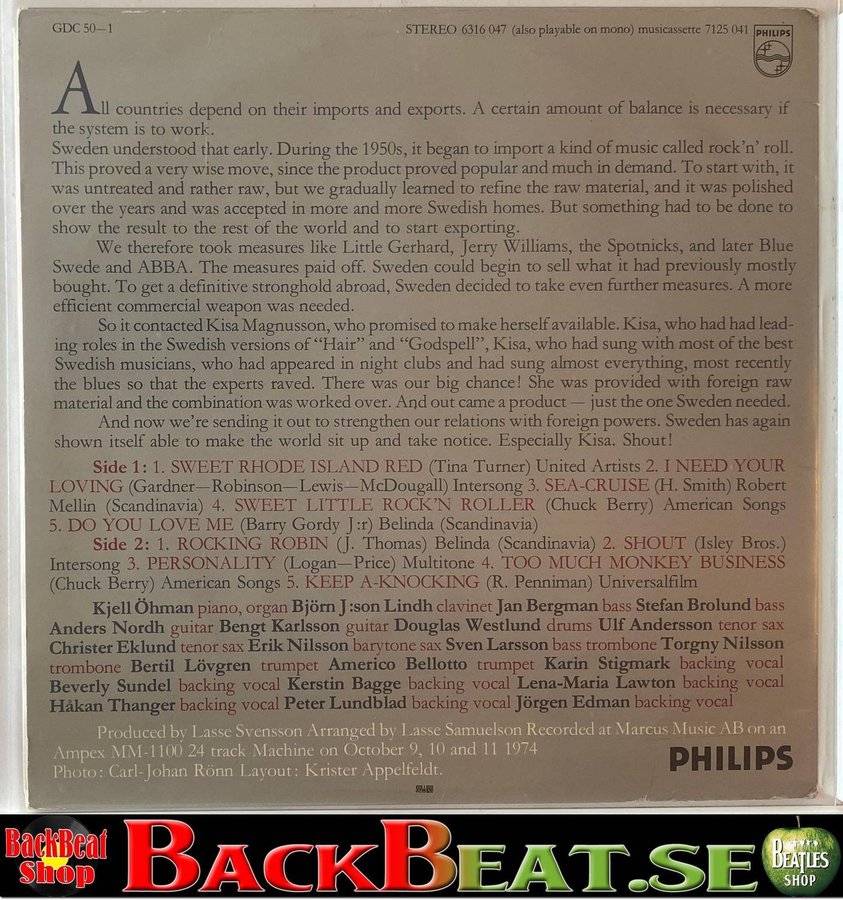 GDC 50—1
STEREO 6316 047 (also playable on mono) musicassette 7125 041
PHILIPS
All countries depend on their imports and exports. A certain amount of balance is necessary if
the system is to work.
Sweden understood that early. During the 1950s, it began to import a kind of music called rock'n' roll.
This proved a very wise move, since the product proved popular and much in demand. To start with, it
was untreated and rather raw, but we gradually learned to refine the raw material, and it was polished
over the years and was accepted in more and more Swedish homes. But something had to be done to
show the result to the rest of the world and to start exporting.
We therefore took measures like Little Gerhard, Jerry Williams, the Spotnicks, and later Blue
Swede and ABBA. The measures paid off. Sweden could begin to sell what it had previously mostly
bought. To get a definitive stronghold abroad, Sweden decided to take even further measures. A more
efficient commercial weapon was needed.
So it contacted Kisa Magnusson, who promised to make herself available. Kisa, who had had lead-
ing roles in the Swedish versions of “Hair” and “Godspell”, Kisa, who had sung with most of the best
Swedish musicians, who had appeared in night clubs and had sung almost everything, most recently
the blues so that the experts raved. There was our big chance! She was provided with foreign raw
material and the combination was worked over. And out came a product — just the one Sweden needed.
And now we're sending it out to strengthen our relations with foreign powers. Sweden has again
shown itself able to make the world sit up and take notice. Especially Kisa. Shout!
Side 1: 1. SWEET RHODE ISLAND RED (Tina Turner) United Artists 2. I NEED YOUR
LOVING (Gardner—Robinson—Lewis—McDougall) Intersong 3. SEA-CRUISE (H. Smith) Robert
Mellin (Scandinavia) 4. SWEET LITTLE ROCK'N ROLLER (Chuck Berry) American Songs
5. DO YOU LOVE ME (Barry Gordy J:r) Belinda (Scandinavia)
Side 2: 1. ROCKING ROBIN (J. Thomas) Belinda (Scandinavia) 2. SHOUT (Isley Bros.)
Intersong 3. PERSONALITY (Logan—Price) Multitone 4. TOO MUCH MONKEY BUSINESS
(Chuck Berry) American Songs 5. KEEP A-KNOCKING (R. Penniman) Universalfilm
Kjell Öhman piano, organ Björn J:son Lindh clavinet Jan Bergman bass Stefan Brolund bass
Anders Nordh guitar Bengt Karlsson guitar Douglas Westlund drums Ulf Andersson tenor sax
Christer Eklund tenor sax Erik Nilsson barytone sax Sven Larsson bass trombone Torgny Nilsson
trombone Bertil Lövgren trumpet Americo Bellotto trumpet Karin Stigmark backing vocal
Beverly Sundel backing vocal Kerstin Bagge backing vocal Lena-Maria Lawton backing vocal
Håkan Thanger backing vocal Peter Lundblad backing vocal Jörgen Edman backing vocal
Produced by Lasse Svensson Arranged by Lasse Samuelson Recorded at Marcus Music AB on an
Ampex MM-1100 24 track Machine on October 9, 10 and 11 1974
Photo: Carl-Johan Rönn Layout: Krister Appelfeldt.
PHILIPS
BackBeat
Shop
BACKBEAT.SE
BEATLES
SHOP